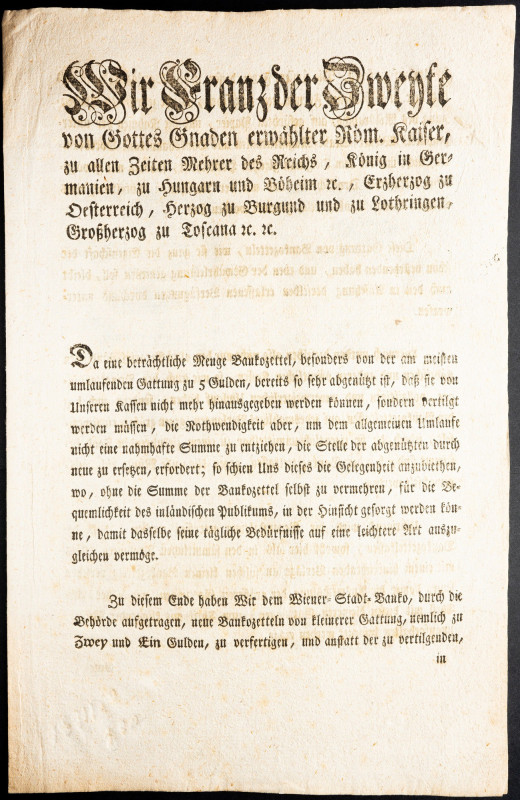 Wir Franz der Zweyte
von Gottes Gnaden erwählter Röm. Kaiser,
zu allen Zeiten Mehrer des Reichs, König in Ger-
manien, zu Hungarn und Böheim ꝛc., Erzherzog zu
Oesterreich, Herzog zu Burgund und zu Lothringen,
Großherzog zu Toscana ꝛc. ꝛc.
Da eine beträchtliche Menge Bankozettel, besonders von der am meisten
umlaufenden Gattung zu 5 Gulden, bereits so sehr abgenützt ist, daß sie von
Unseren Kassen nicht mehr hinausgegeben werden können, sondern vertilgt
werden müssen, die Nothwendigkeit aber, um dem allgemeinen Umlaufe
nicht eine nahmhafte Summe zu entziehen, die Stelle der abgenützten durch
neue zu ersetzen, erfordert; so schien Uns dieses die Gelegenheit anzubiethen,
wo, ohne die Summe der Bankozettel selbst zu vermehren, für die Be-
quemlichkeit des inländischen Publikums, in der Hinsicht gesorgt werden kön-
ne, damit dasselbe seine tägliche Bedürfnisse auf eine leichtere Art auszu-
gleichen vermöge.
Zu diesem Ende haben Wir dem Wiener-Stadt-Banko, durch die
Behörde aufgetragen, neue Bankozetteln von kleinerer Gattung, nemlich zu
Zwey und Ein Gulden, zu verfertigen, und anstatt der zu vertilgenden,
in